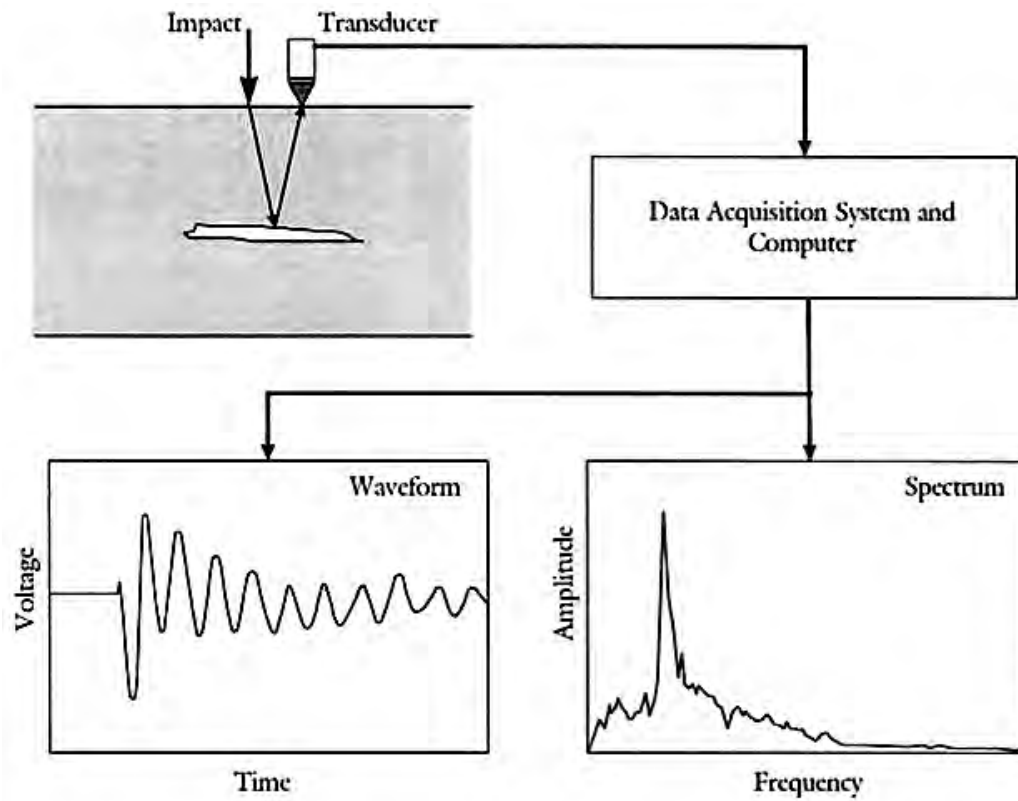 Impact
Transducer
Data Acquisition System and
Computer
Waveform
Voltage
Time
Spectrum
Amplitude
Frequency